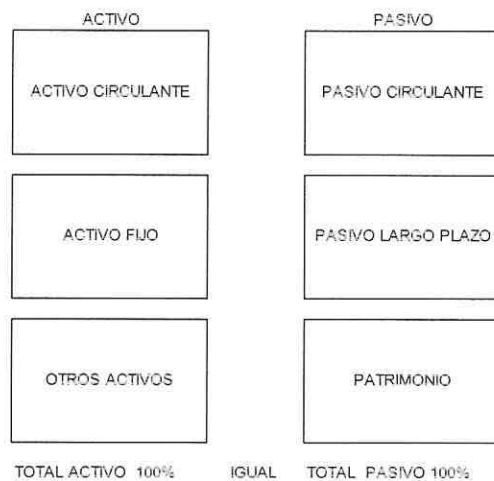 ACTIVO PASIVO
ACTIVO CIRCULANTE PASIVO CIRCULANTE
ACTIVO FIJO PASIVO LARGO PLAZO
OTROS ACTIVOS PATRIMONIO
TOTAL ACTIVO 100% IGUAL TOTAL PASIVO 100%